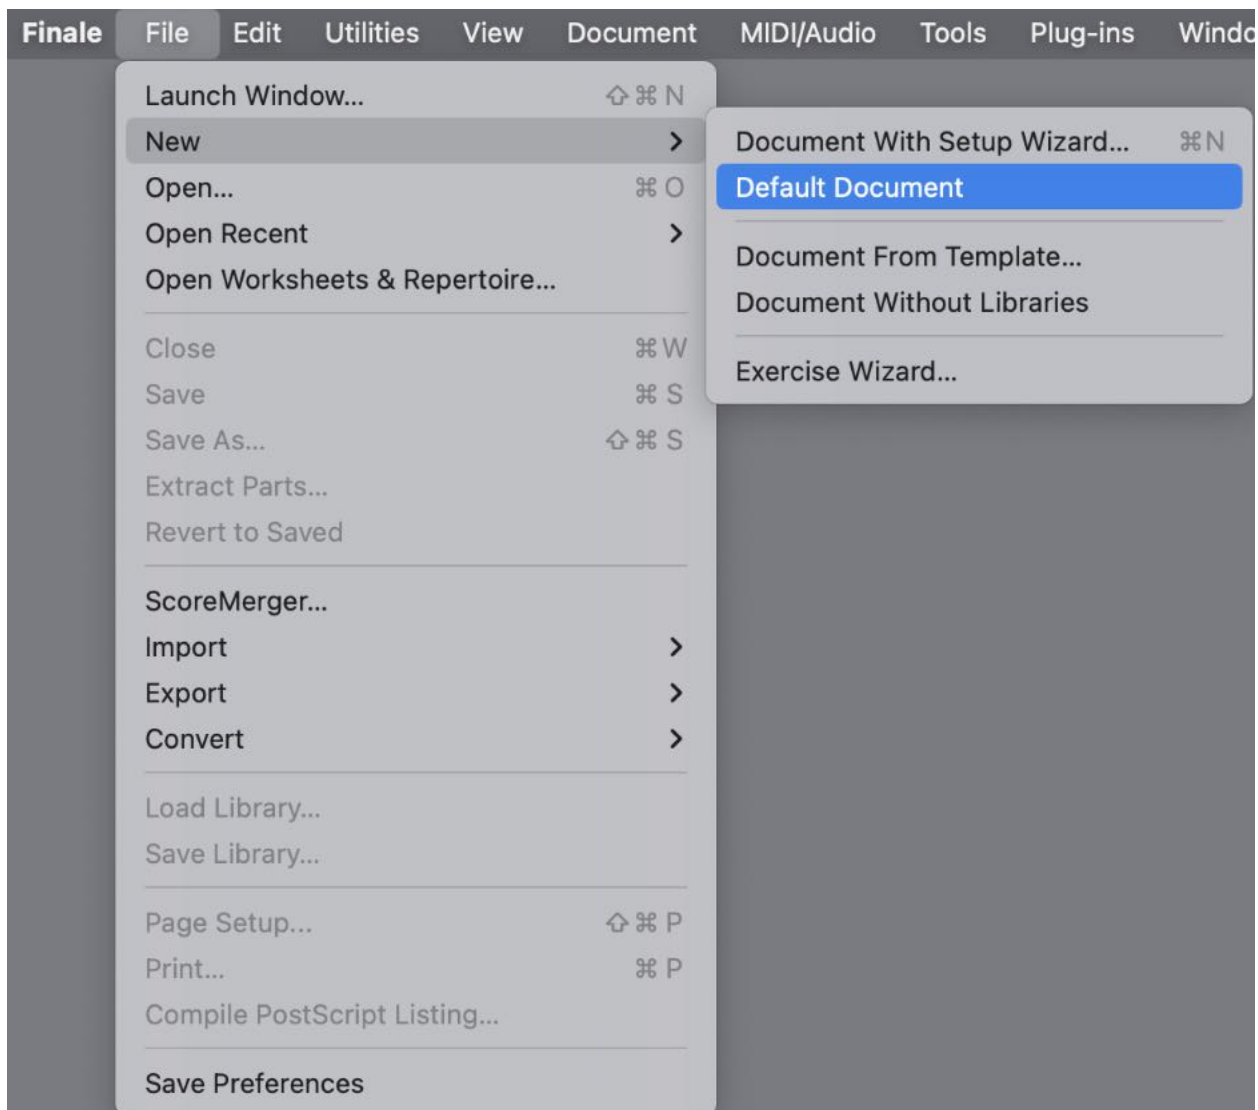 Finale File Edit Utilities View Document MIDI/Audio Tools Plug-ins Windo
Launch Window... ⇧⌘N
New
Open... ⌘O
Open Recent
Open Worksheets & Repertoire...
Close ⌘W
Save ⌘S
Save As... ⇧⌘S
Extract Parts...
Revert to Saved
ScoreMerger...
Import
Export
Convert
Load Library...
Save Library...
Page Setup... ⇧⌘P
Print... ⌘P
Compile PostScript Listing...
Save Preferences
Document With Setup Wizard... ⌘N
Default Document
Document From Template...
Document Without Libraries
Exercise Wizard...